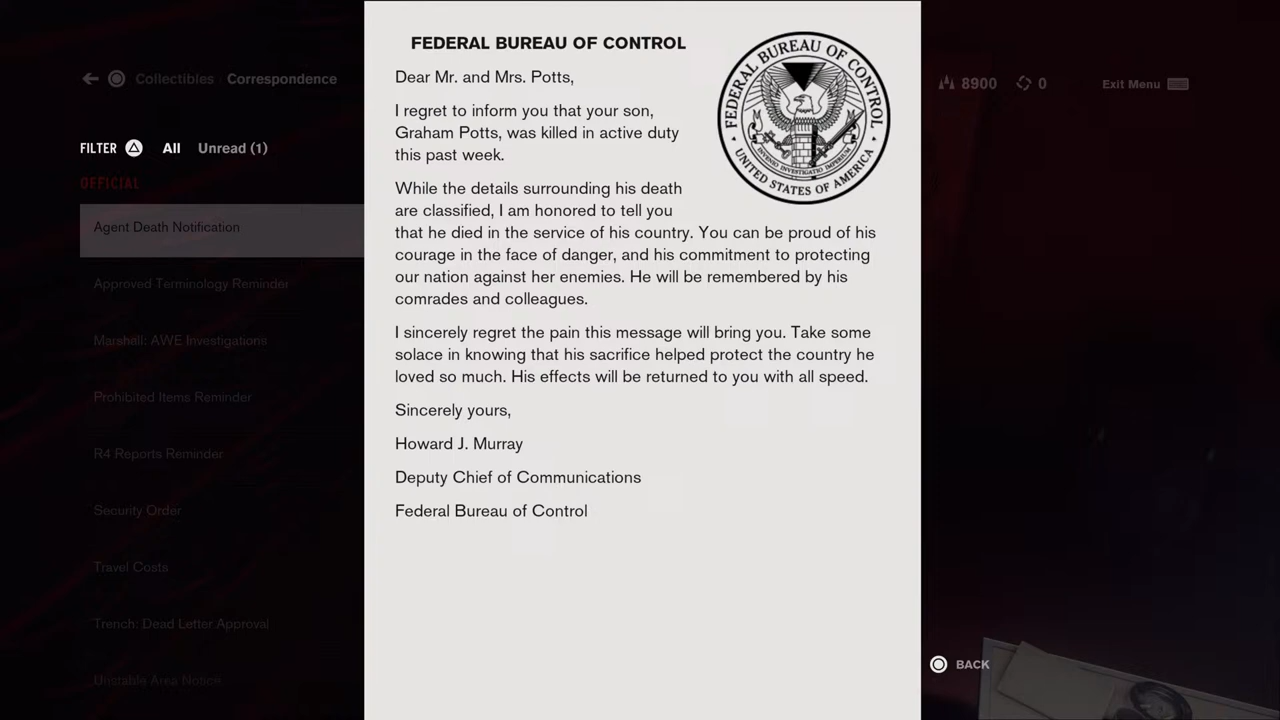 Collectibles Correspondence
8900 0 Exit Menu
FILTER All Unread (1)
OFFICIAL
Agent Death Notification
Approved Terminology Reminder
Marshall: AWE Investigations
Prohibited Items Reminder
R4 Reports Reminder
Security Order
Travel Costs
Trench: Dead Letter Approval
Unstable Area Notice
FEDERAL BUREAU OF CONTROL
Dear Mr. and Mrs. Potts,
I regret to inform you that your son,
Graham Potts, was killed in active duty
this past week.
While the details surrounding his death
are classified, I am honored to tell you
that he died in the service of his country. You can be proud of his
courage in the face of danger, and his commitment to protecting
our nation against her enemies. He will be remembered by his
comrades and colleagues.
I sincerely regret the pain this message will bring you. Take some
solace in knowing that his sacrifice helped protect the country he
loved so much. His effects will be returned to you with all speed.
Sincerely yours,
Howard J. Murray
Deputy Chief of Communications
Federal Bureau of Control
FEDERAL BUREAU OF CONTROL
INVENIO INVESTIGATIO IMPERIUM
UNITED STATES OF AMERICA
BACK